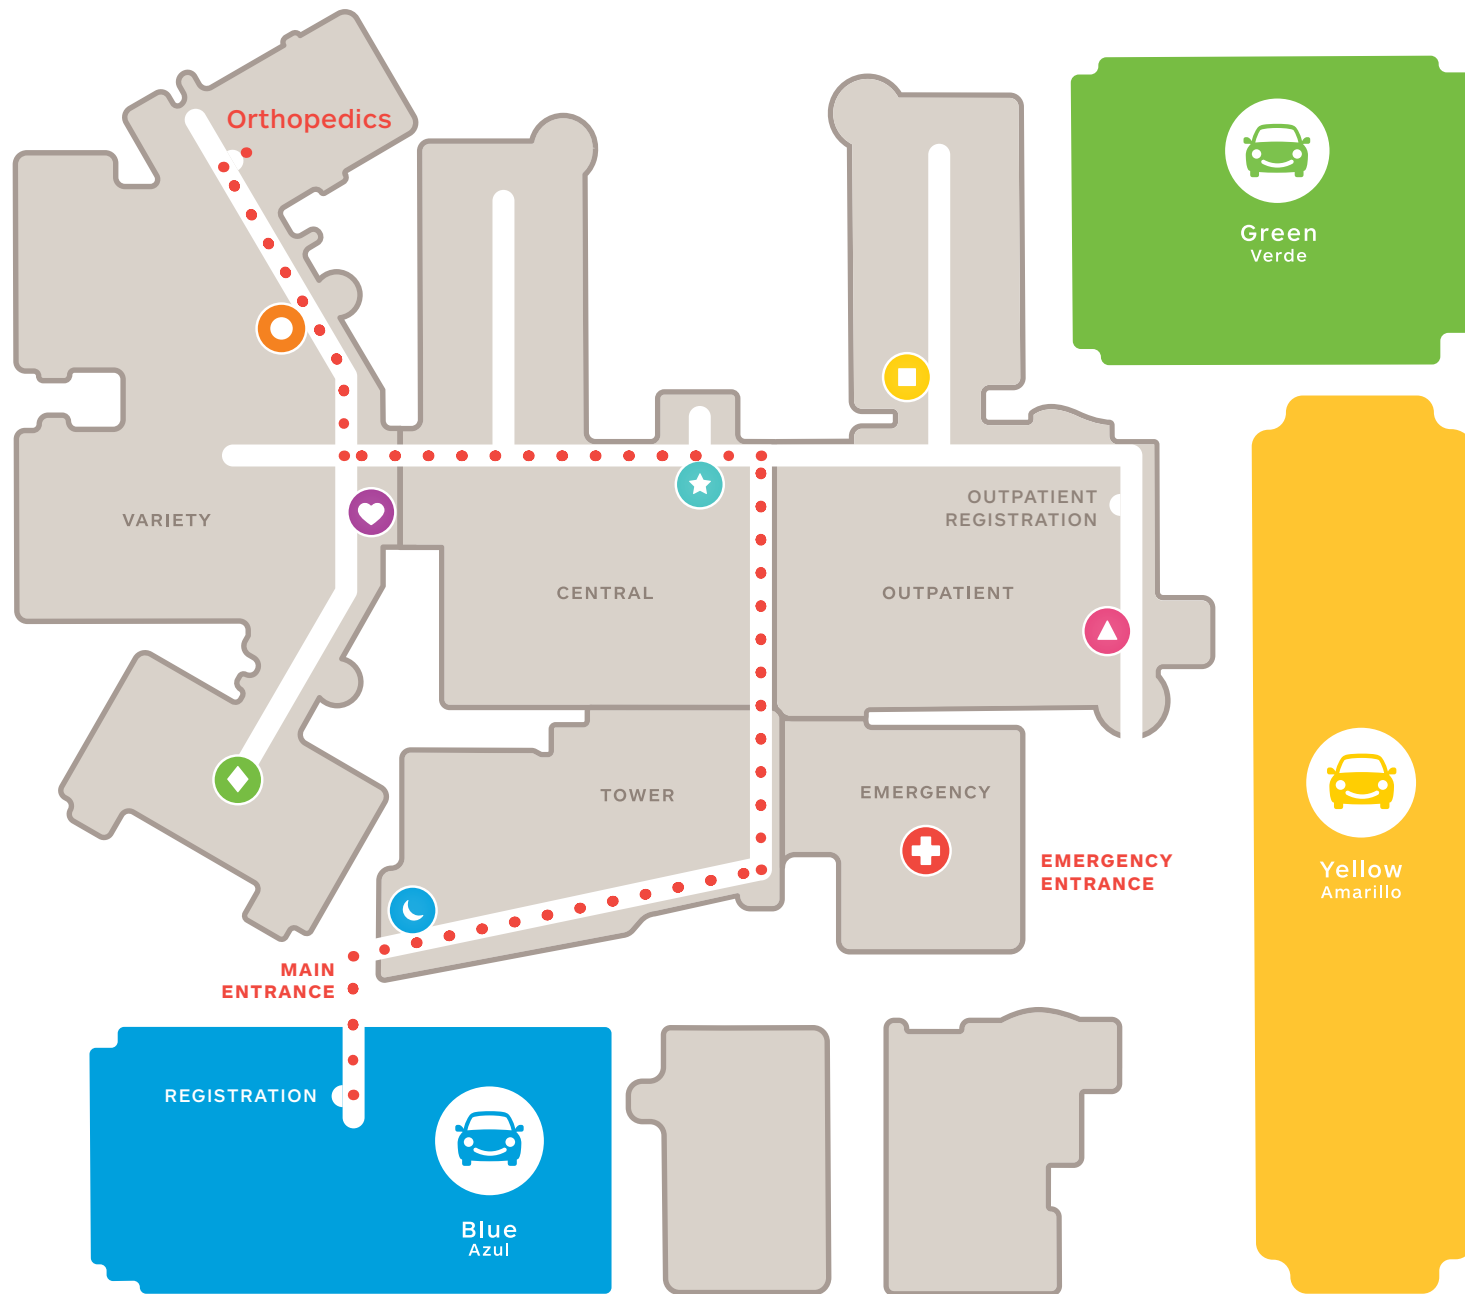 Orthopedics
Green
Verde
OUTPATIENT
REGISTRATION
VARIETY
CENTRAL
OUTPATIENT
TOWER
EMERGENCY
EMERGENCY
ENTRANCE
Yellow
Amarillo
MAIN
ENTRANCE
REGISTRATION
Blue
Azul